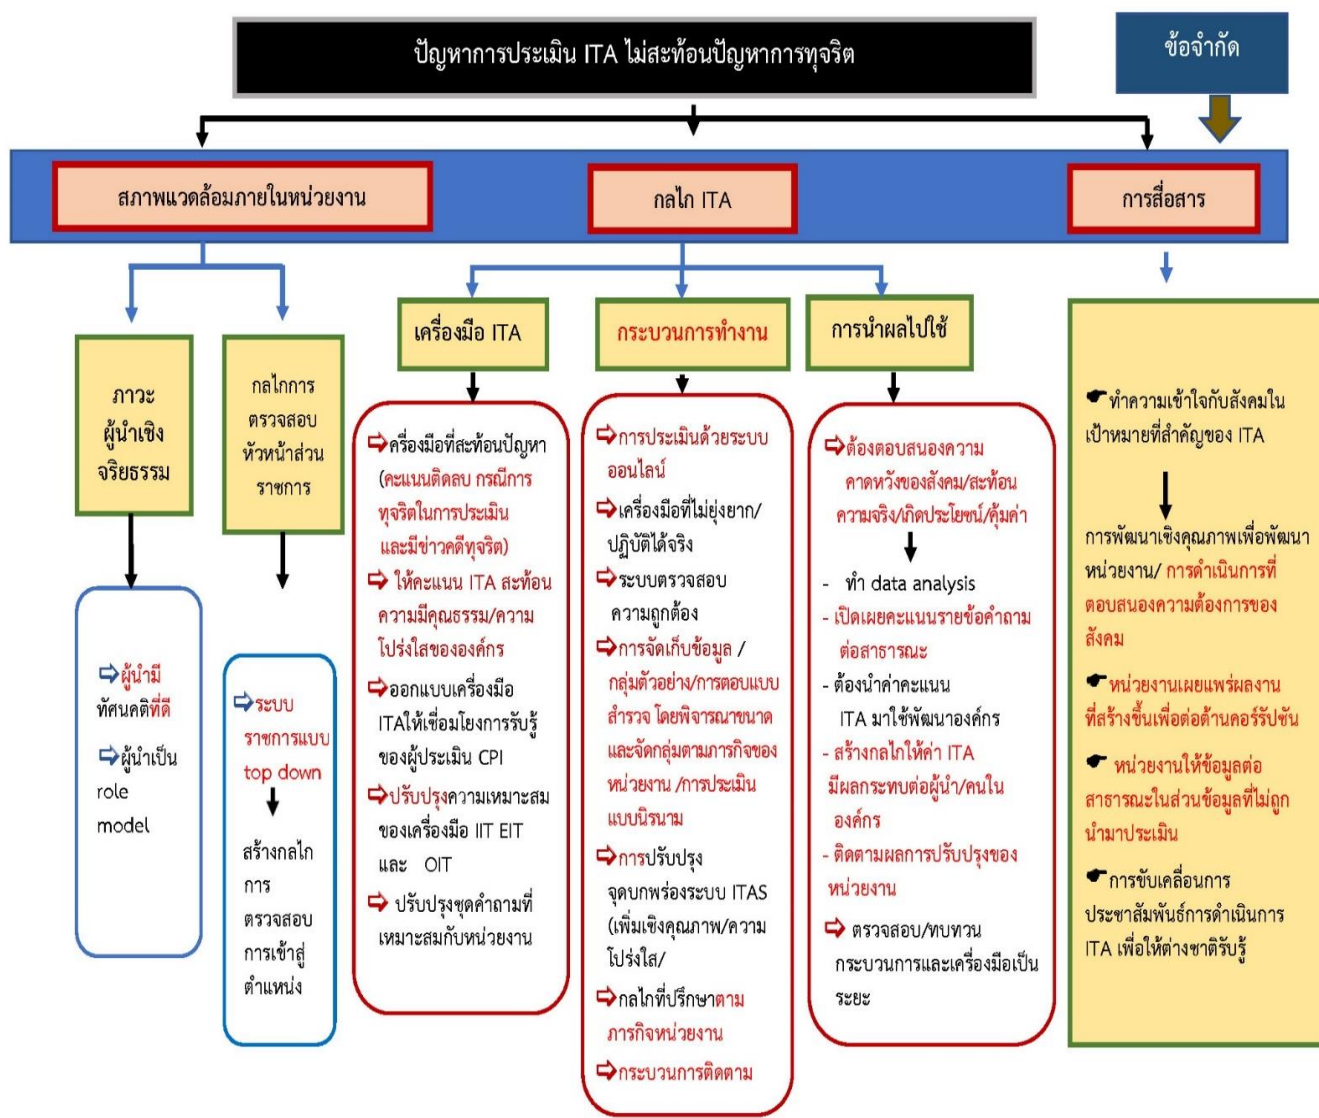 ปัญหาการประเมิน ITA ไม่สะท้อนปัญหาการทุจริต
ข้อจำกัด
สภาพแวดล้อมภายในหน่วยงาน
กลไก ITA
การสื่อสาร
ภาวะ
ผู้นำเชิง
จริยธรรม
กลไกการ
ตรวจสอบ
หัวหน้าส่วน
ราชการ
เครื่องมือ ITA
กระบวนการทำงาน
การนำผลไปใช้
ผู้นำมี
ทัศนคติที่ดี
ผู้นำเป็น
role
model
ระบบ
ราชการแบบ
top down
สร้างกลไก
การ
ตรวจสอบ
การเข้าสู่
ตำแหน่ง
ครื่องมือที่สะท้อนปัญหา
(คะแนนติดลบ กรณีการ
ทุจริตในการประเมิน
และมีข่าวคดีทุจริต)
ให้คะแนน ITA สะท้อน
ความมีคุณธรรม/ความ
โปร่งใสขององค์กร
ออกแบบเครื่องมือ
ITAให้เชื่อมโยงการรับรู้
ของผู้ประเมิน CPI
ปรับปรุงความเหมาะสม
ของเครื่องมือ IIT EIT
และ OIT
ปรับปรุงชุดคำถามที่
เหมาะสมกับหน่วยงาน
การประเมินด้วยระบบ
ออนไลน์
เครื่องมือที่ไม่ยุ่งยาก/
ปฏิบัติได้จริง
ระบบตรวจสอบ
ความถูกต้อง
การจัดเก็บข้อมูล /
กลุ่มตัวอย่าง/การตอบแบบ
สำรวจ โดยพิจารณาขนาด
และจัดกลุ่มตามภารกิจของ
หน่วยงาน /การประเมิน
แบบนิรนาม
การปรับปรุง
จุดบกพร่องระบบ ITAS
(เพิ่มเชิงคุณภาพ/ความ
โปร่งใส/
กลไกที่ปรึกษาตาม
ภารกิจหน่วยงาน
กระบวนการติดตาม
ต้องตอบสนองความ
คาดหวังของสังคม/สะท้อน
ความจริง/เกิดประโยชน์/คุ้มค่า
- ทำ data analysis
- เปิดเผยคะแนนรายข้อคำถาม
ต่อสาธารณะ
- ต้องนำค่าคะแนน
ITA มาใช้พัฒนาองค์กร
- สร้างกลไกให้ค่า ITA
มีผลกระทบต่อผู้นำ/คนใน
องค์กร
- ติดตามผลการปรับปรุงของ
หน่วยงาน
ตรวจสอบ/ทบทวน
กระบวนการและเครื่องมือเป็น
ระยะ
ทำความเข้าใจกับสังคมใน
เป้าหมายที่สำคัญของ ITA
การพัฒนาเชิงคุณภาพเพื่อพัฒนา
หน่วยงาน/ การดำเนินการที่
ตอบสนองความต้องการของ
สังคม
หน่วยงานเผยแพร่ผลงาน
ที่สร้างขึ้นเพื่อต่อต้านคอร์รัปชัน
หน่วยงานให้ข้อมูลต่อ
สาธารณะในส่วนข้อมูลที่ไม่ถูก
นำมาประเมิน
การขับเคลื่อนการ
ประชาสัมพันธ์การดำเนินการ
ITA เพื่อให้ต่างชาติรับรู้